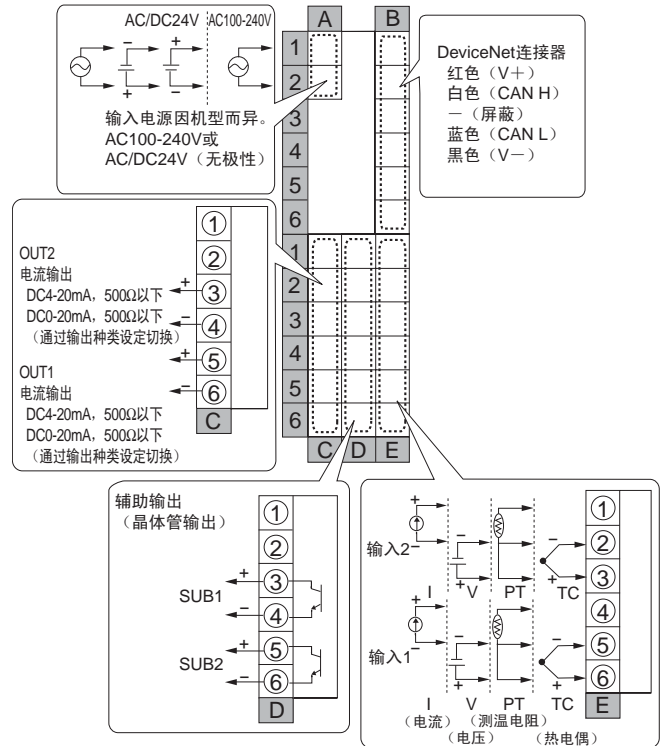 AC/DC24V AC100-240V
− + + −
输入电源因机型而异。
AC100-240V或
AC/DC24V（无极性）
A B
1
2
3
4
5
6
1
2
3
4
5
6
C D E
DeviceNet连接器
红色（V＋）
白色（CAN H）
－（屏蔽）
蓝色（CAN L）
黑色（V－）
①
②
③
④
⑤
⑥
C
OUT2
电流输出
DC4-20mA，500Ω以下
DC0-20mA，500Ω以下
（通过输出种类设定切换）
+
−
+
−
OUT1
电流输出
DC4-20mA，500Ω以下
DC0-20mA，500Ω以下
（通过输出种类设定切换）
辅助输出
（晶体管输出）
①
②
③
④
⑤
⑥
D
SUB1
+
−
SUB2
+
−
输入2
+ − − + − +
I V PT TC
输入1
+ − − + − +
I V PT TC
（电流）（测温电阻）
（电压） （热电偶）
①
②
③
④
⑤
⑥
E